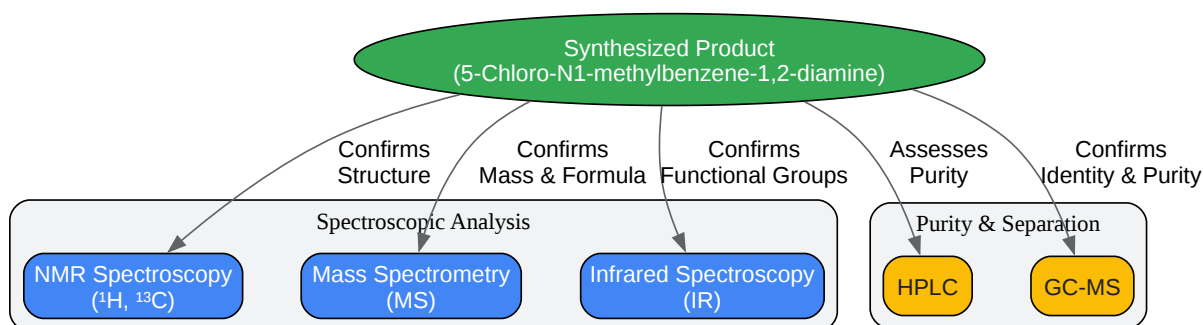 Synthesized Product
(5-Chloro-N1-methylbenzene-1,2-diamine)
Confirms
Structure
Confirms
Mass & Formula
Confirms
Functional Groups
Assesses
Purity
Confirms
Identity & Purity
Spectroscopic Analysis
Purity & Separation
NMR Spectroscopy
(¹H, ¹³C)
Mass Spectrometry
(MS)
Infrared Spectroscopy
(IR)
HPLC
GC-MS